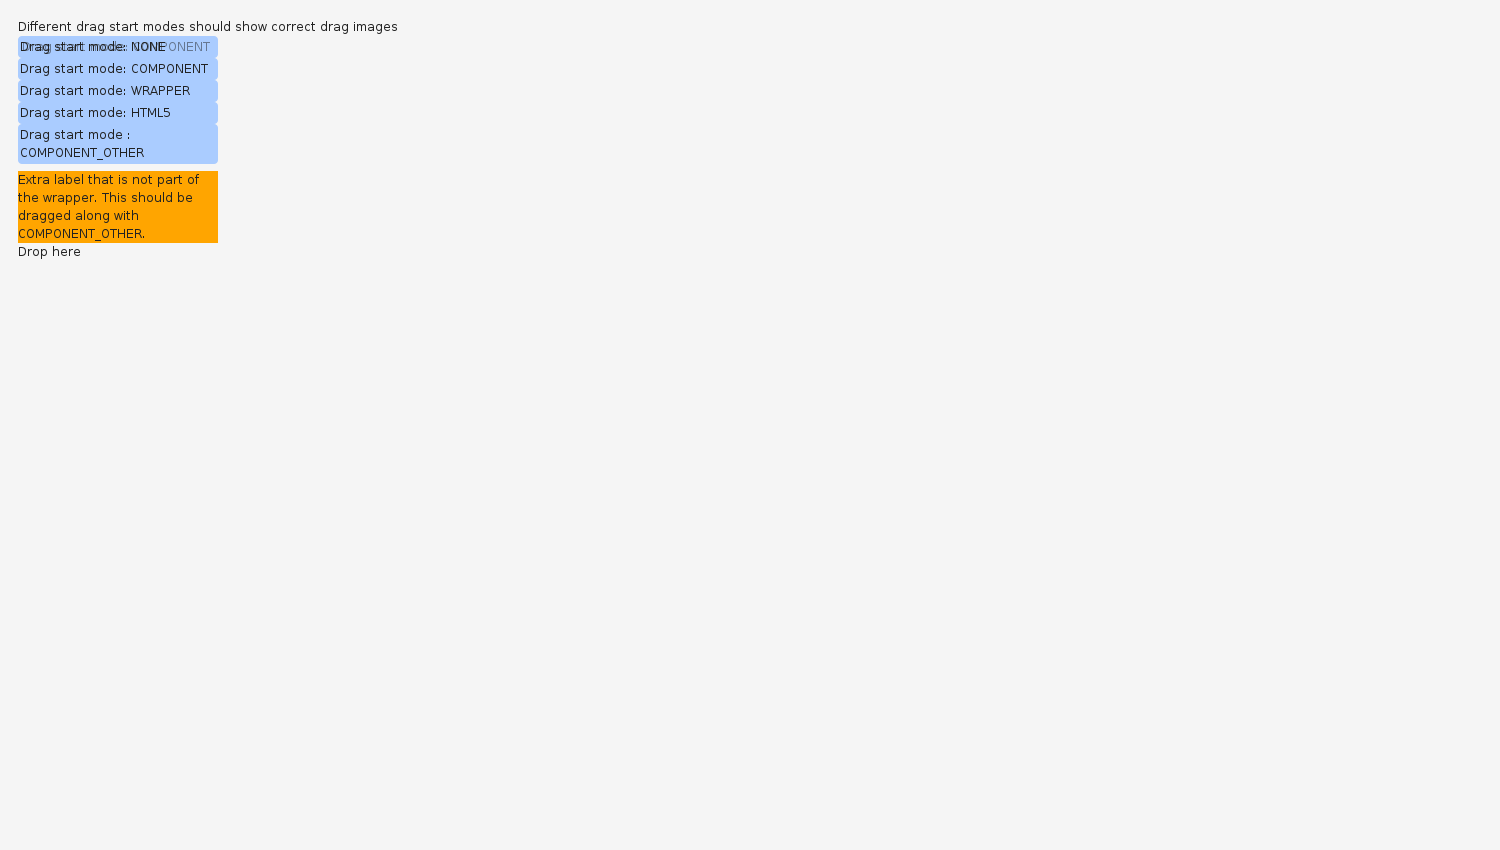 Different drag start modes should show correct drag images
Drag start mode: NONE
Drag start mode: COMPONENT
Drag start mode: WRAPPER
Drag start mode: HTML5
Drag start mode :
COMPONENT_OTHER
Extra label that is not part of
the wrapper. This should be
dragged along with
COMPONENT_OTHER.
Drop here